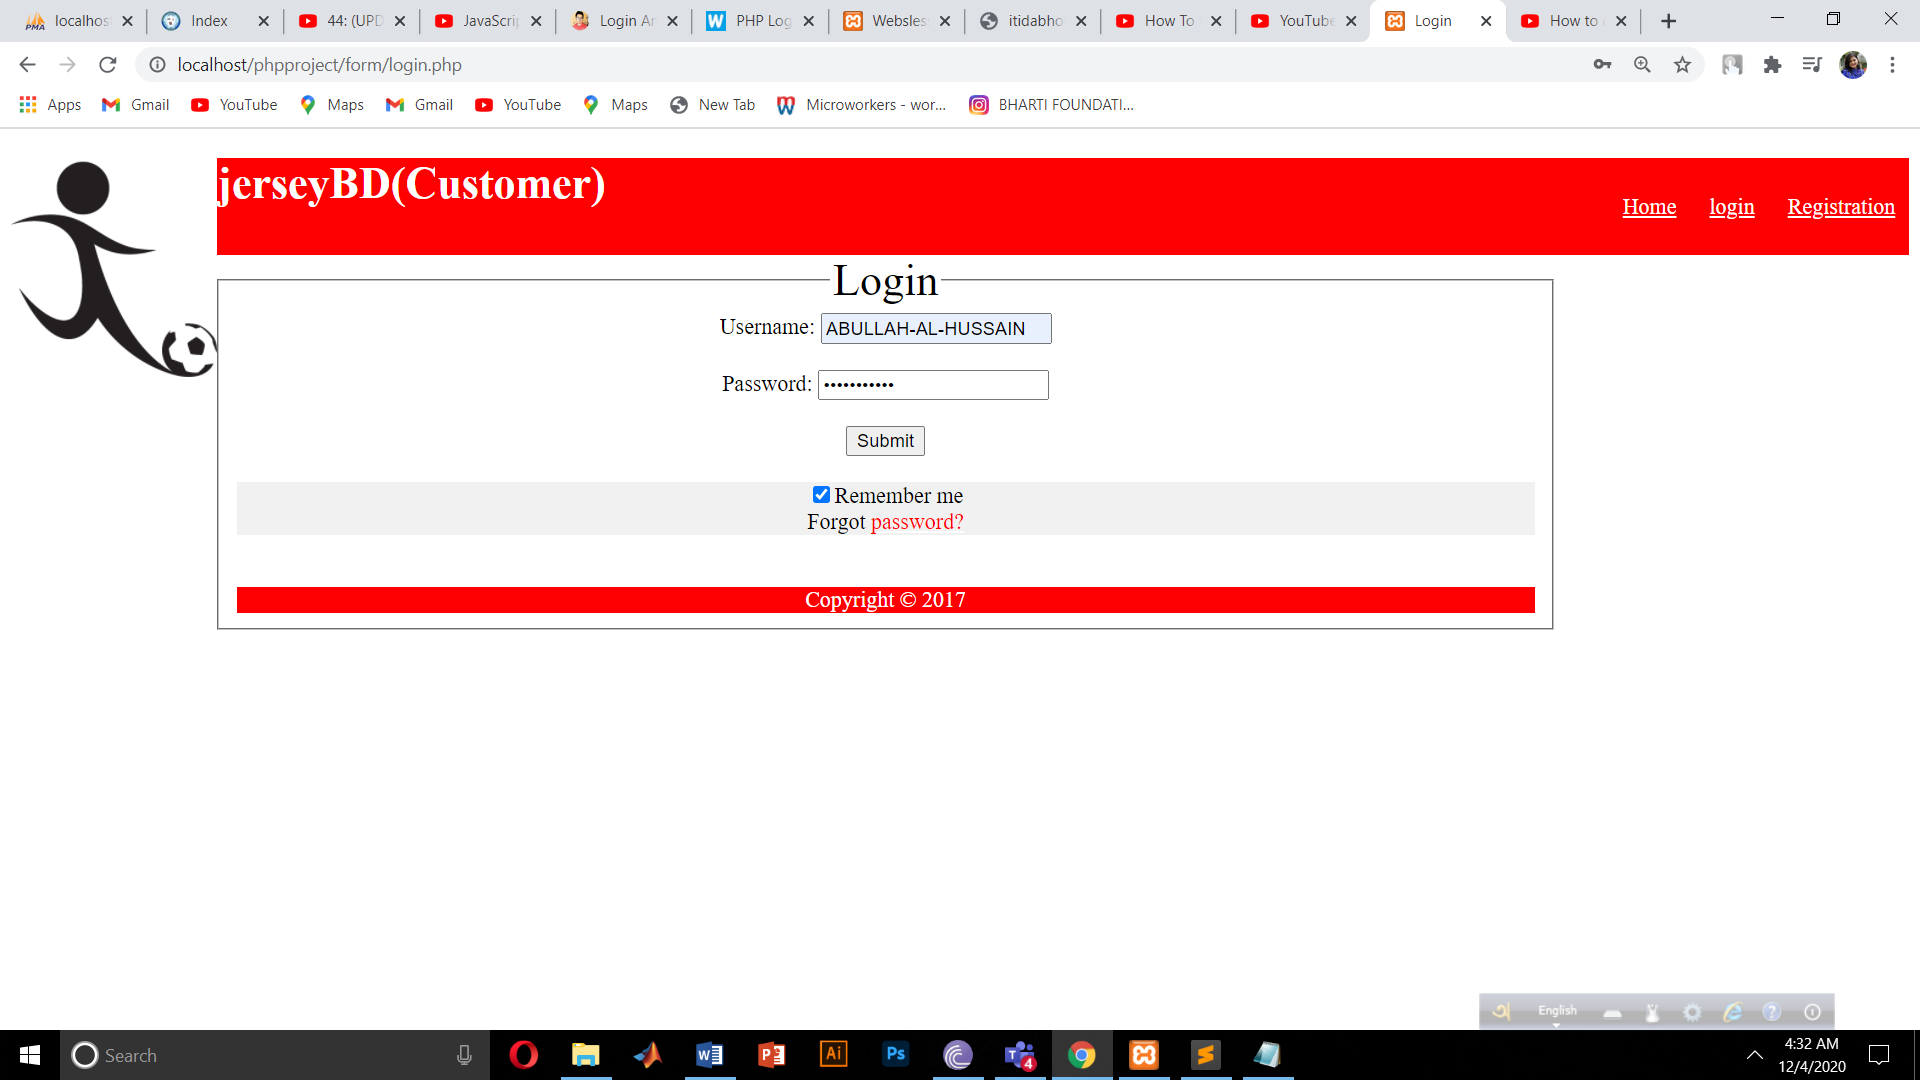 localhos
Index
44: (UPD
JavaScrip
Login An
PHP Log
Websles
itidabho
How To
YouTube
Login
How to
localhost/phpproject/form/login.php
Apps
Gmail
YouTube
Maps
Gmail
YouTube
Maps
New Tab
Microworkers - wor...
BHARTI FOUNDATI...
jerseyBD(Customer)
Home login Registration
Login
Username: ABULLAH-AL-HUSSAIN
Password: •••••••••••
Submit
Remember me
Forgot password?
Copyright © 2017
English
Search
4:32 AM
12/4/2020